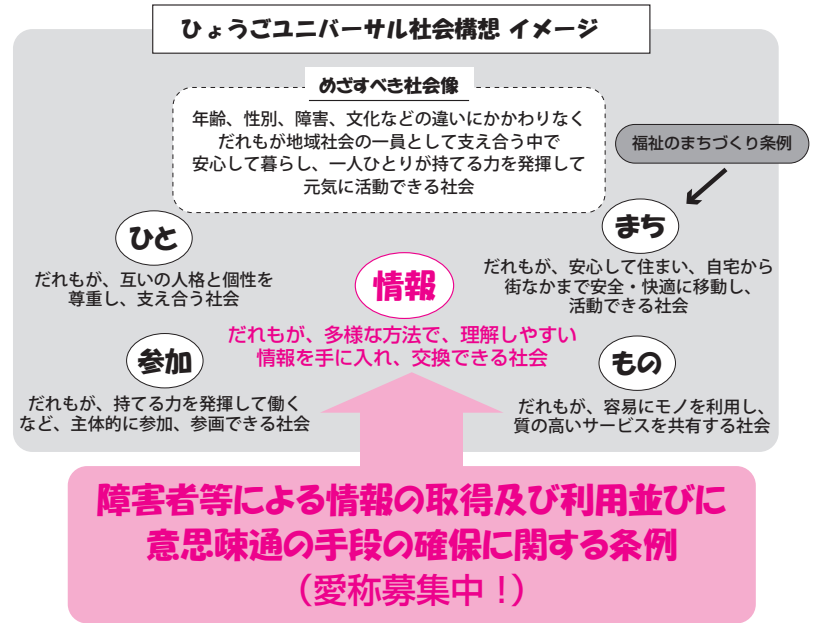 ひょうごユニバーサル社会構想 イメージ
めざすべき社会像
年齢、性別、障害、文化などの違いにかかわりなく
だれもが地域社会の一員として支え合う中で
安心して暮らし、一人ひとりが持てる力を発揮して
元気に活動できる社会
福祉のまちづくり条例
ひと
だれもが、互いの人格と個性を
尊重し、支え合う社会
まち
だれもが、安心して住まい、自宅から
街なかまで安全・快適に移動し、
活動できる社会
情報
だれもが、多様な方法で、理解しやすい
情報を手に入れ、交換できる社会
参加
だれもが、持てる力を発揮して働く
など、主体的に参加、参画できる社会
もの
だれもが、容易にモノを利用し、
質の高いサービスを共有する社会
障害者等による情報の取得及び利用並びに
意思疎通の手段の確保に関する条例
（愛称募集中！）